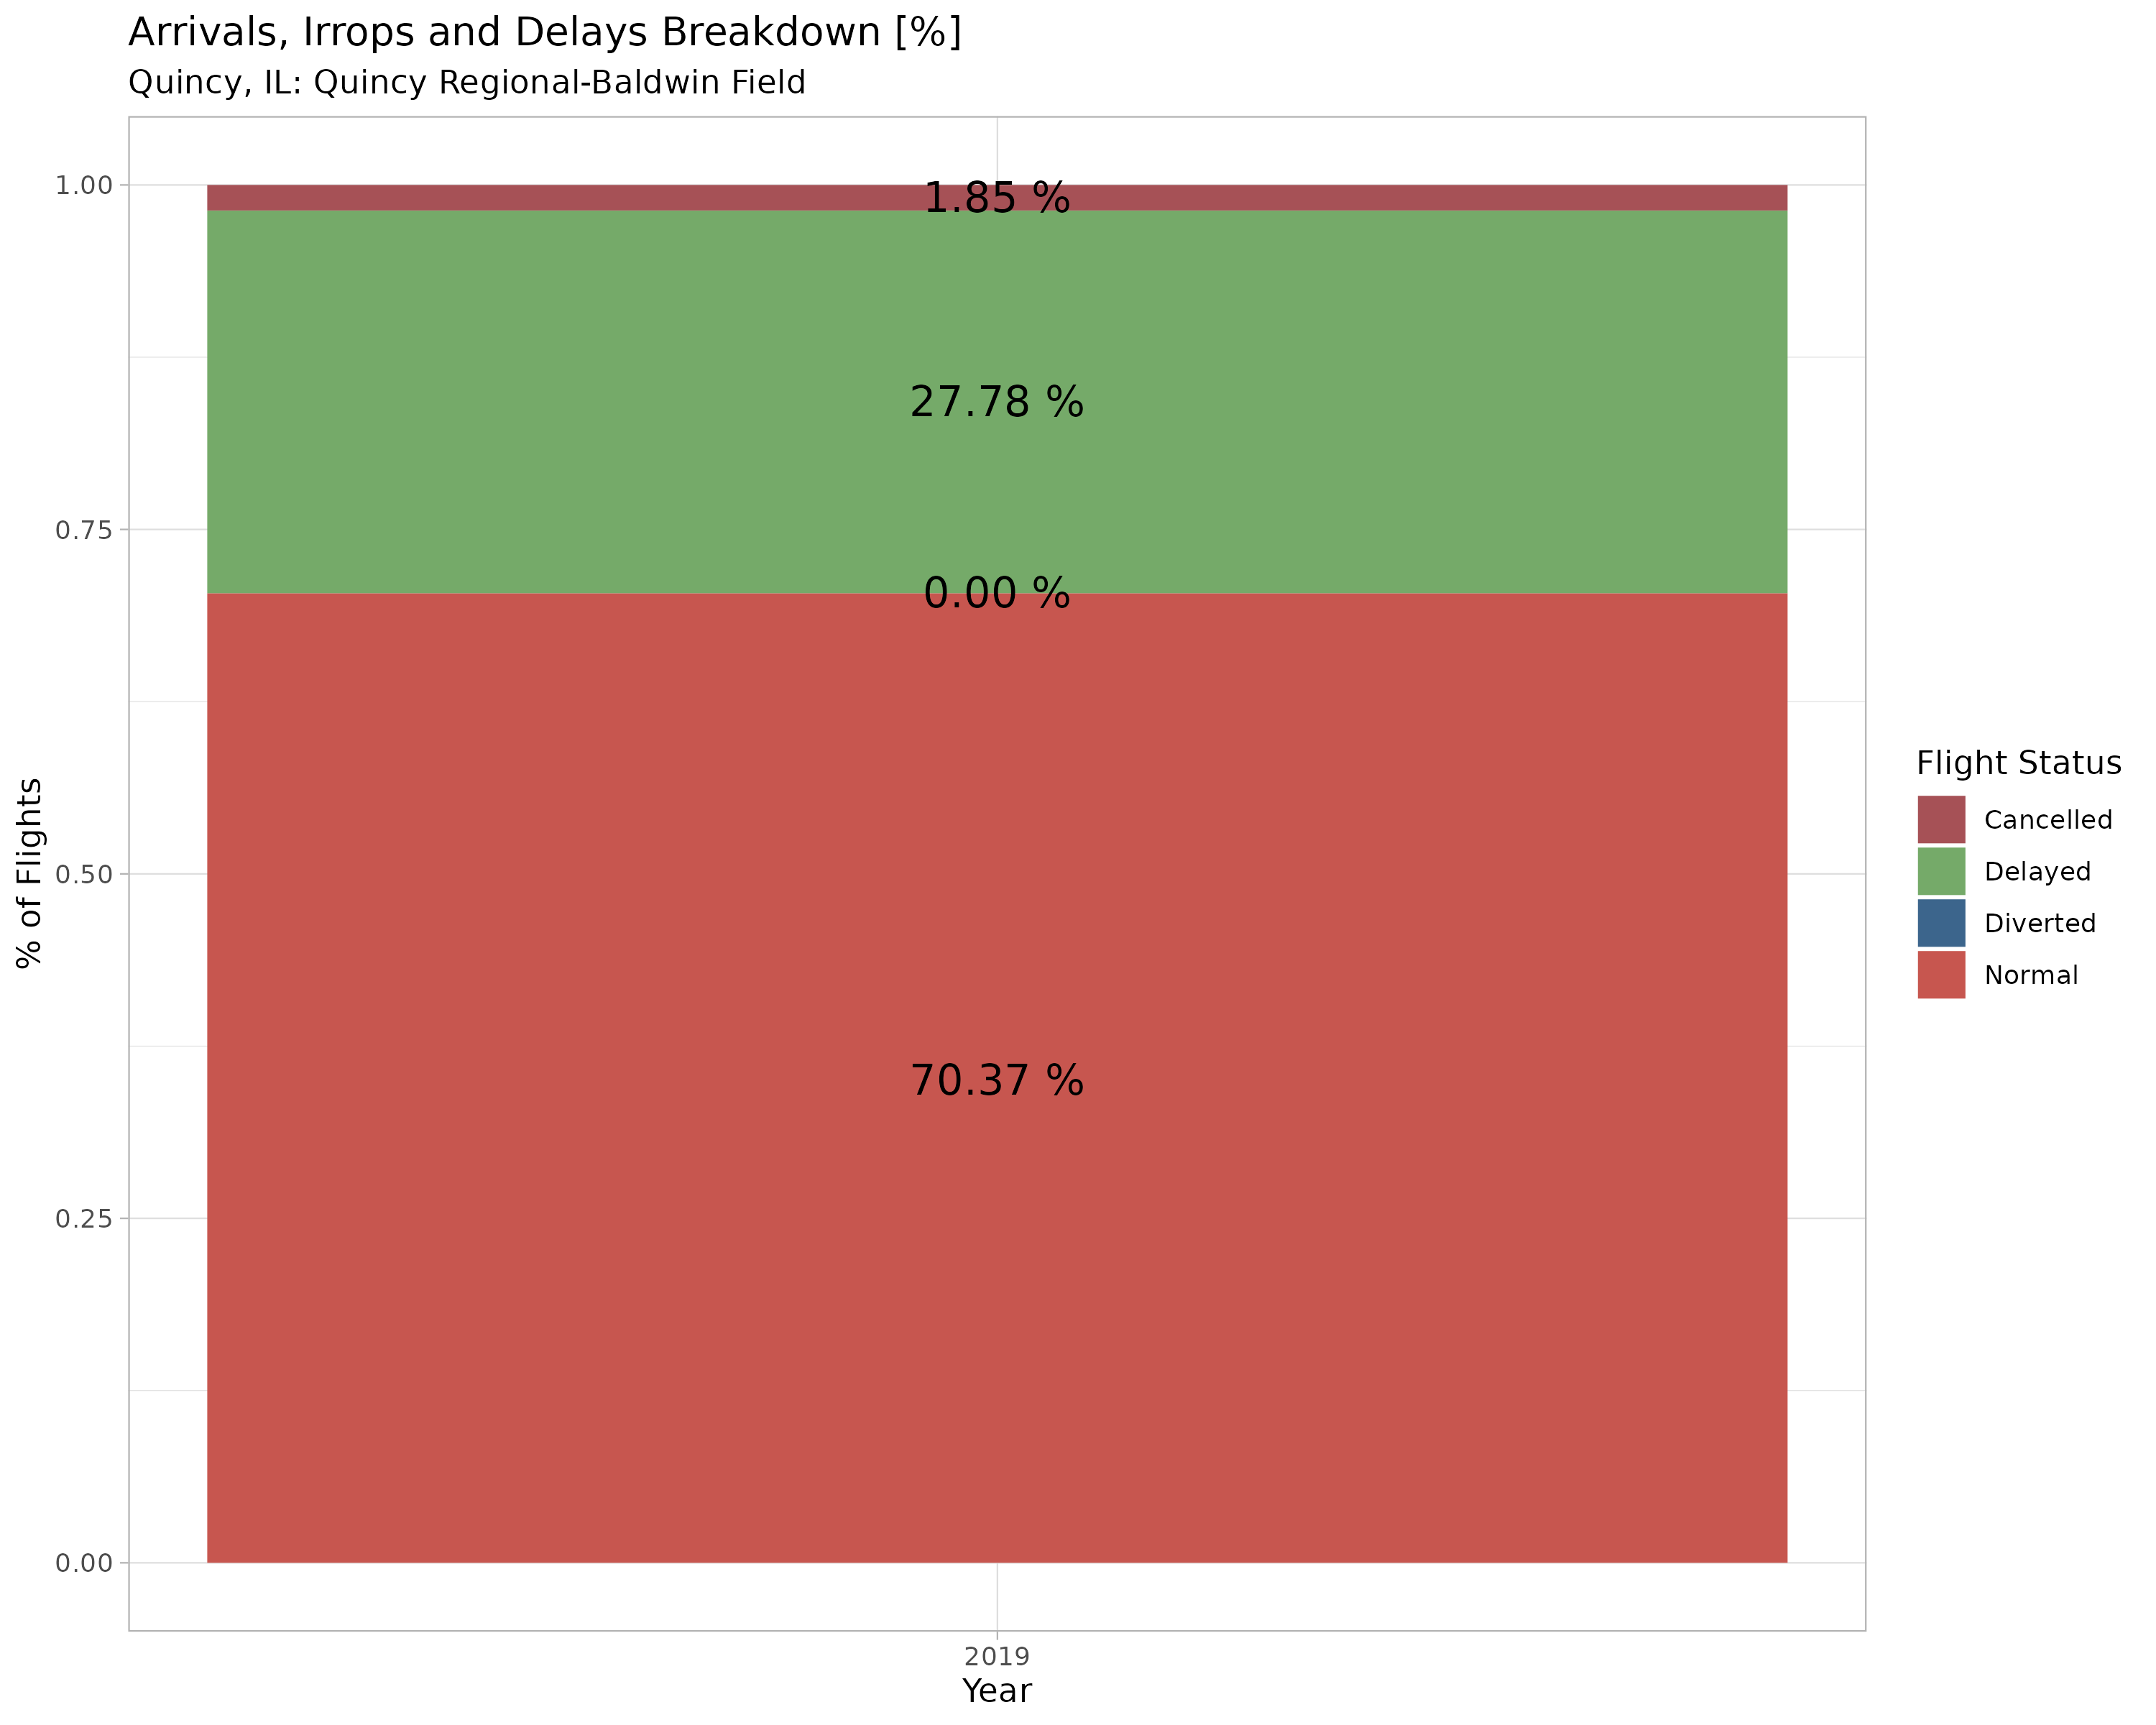 Arrivals, Irrops and Delays Breakdown [%]
Quincy, IL: Quincy Regional-Baldwin Field
% of Flights
1.00
0.75
0.50
0.25
0.00
1.85 %
27.78 %
0.00 %
70.37 %
2019
Year
Flight Status
Cancelled
Delayed
Diverted
Normal